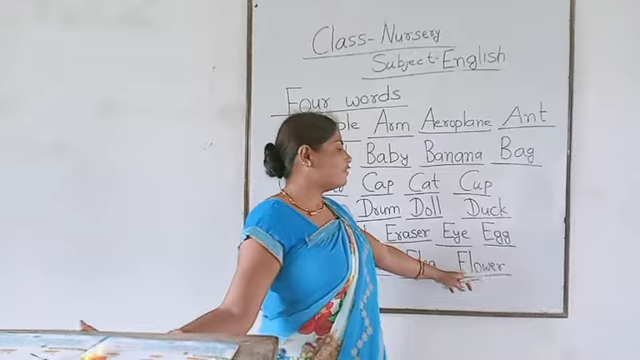 Class-Nursery
Subject-English
Four words
Arm Aeroplane Ant
Baby Banana Bag
Cap Cat Cup
Drum Doll Duck
Eraser Eye Egg
Flower